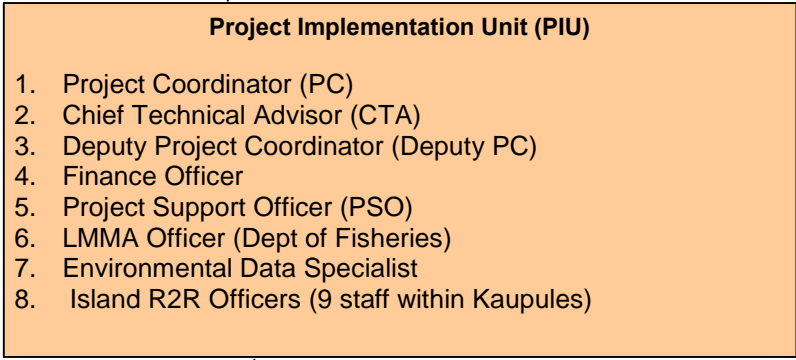 Project Implementation Unit (PIU)
1. Project Coordinator (PC)
2. Chief Technical Advisor (CTA)
3. Deputy Project Coordinator (Deputy PC)
4. Finance Officer
5. Project Support Officer (PSO)
6. LMMA Officer (Dept of Fisheries)
7. Environmental Data Specialist
8. Island R2R Officers (9 staff within Kaupules)